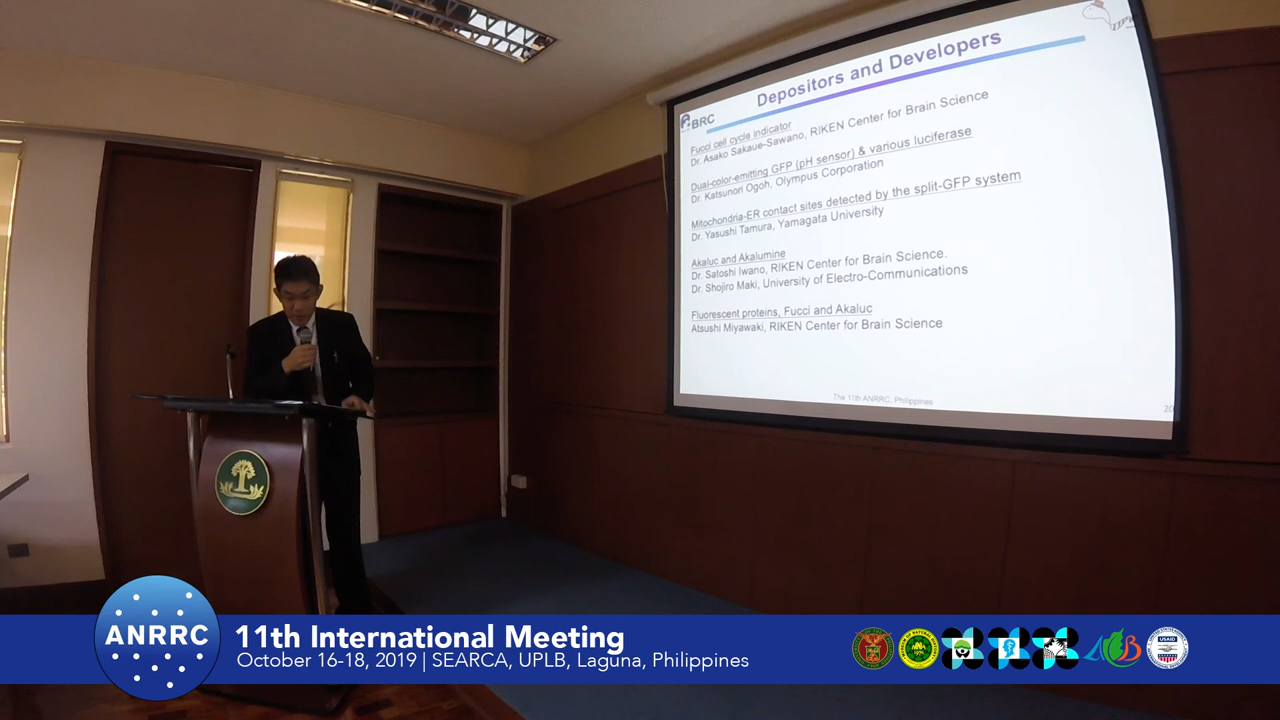 Depositors and Developers
BRC
Fucci cell cycle indicator
Dr. Asako Sakaue-Sawano, RIKEN Center for Brain Science
Dual-color-emitting GFP (pH sensor) & various luciferase
Dr. Katsunori Ogoh, Olympus Corporation
Mitochondria-ER contact sites detected by the split-GFP system
Dr. Yasushi Tamura, Yamagata University
Akaluc and Akalumine
Dr. Satoshi Iwano, RIKEN Center for Brain Science.
Dr. Shojiro Maki, University of Electro-Communications
Fluorescent proteins, Fucci and Akaluc
Atsushi Miyawaki, RIKEN Center for Brain Science
The 11th ANRRC, Philippines
20
ANRRC
11th International Meeting
October 16-18, 2019 | SEARCA, UPLB, Laguna, Philippines
USAID